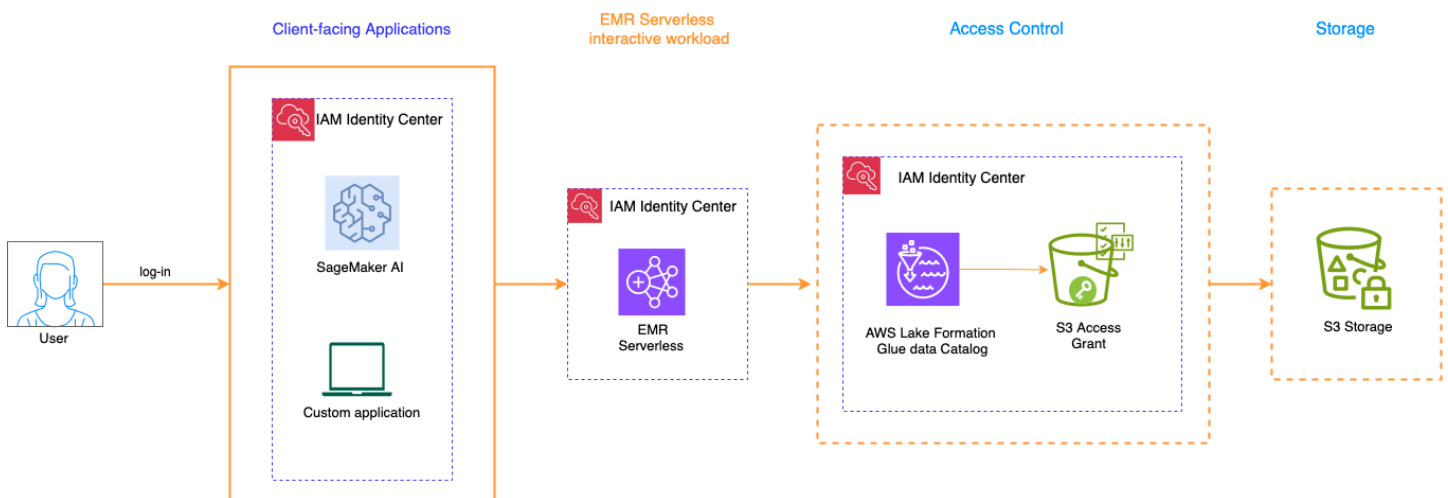 Client-facing Applications
EMR Serverless
interactive workload
Access Control
Storage
IAM Identity Center
SageMaker AI
Custom application
log-in
User
IAM Identity Center
EMR
Serverless
IAM Identity Center
AWS Lake Formation
Glue data Catalog
S3 Access
Grant
S3 Storage